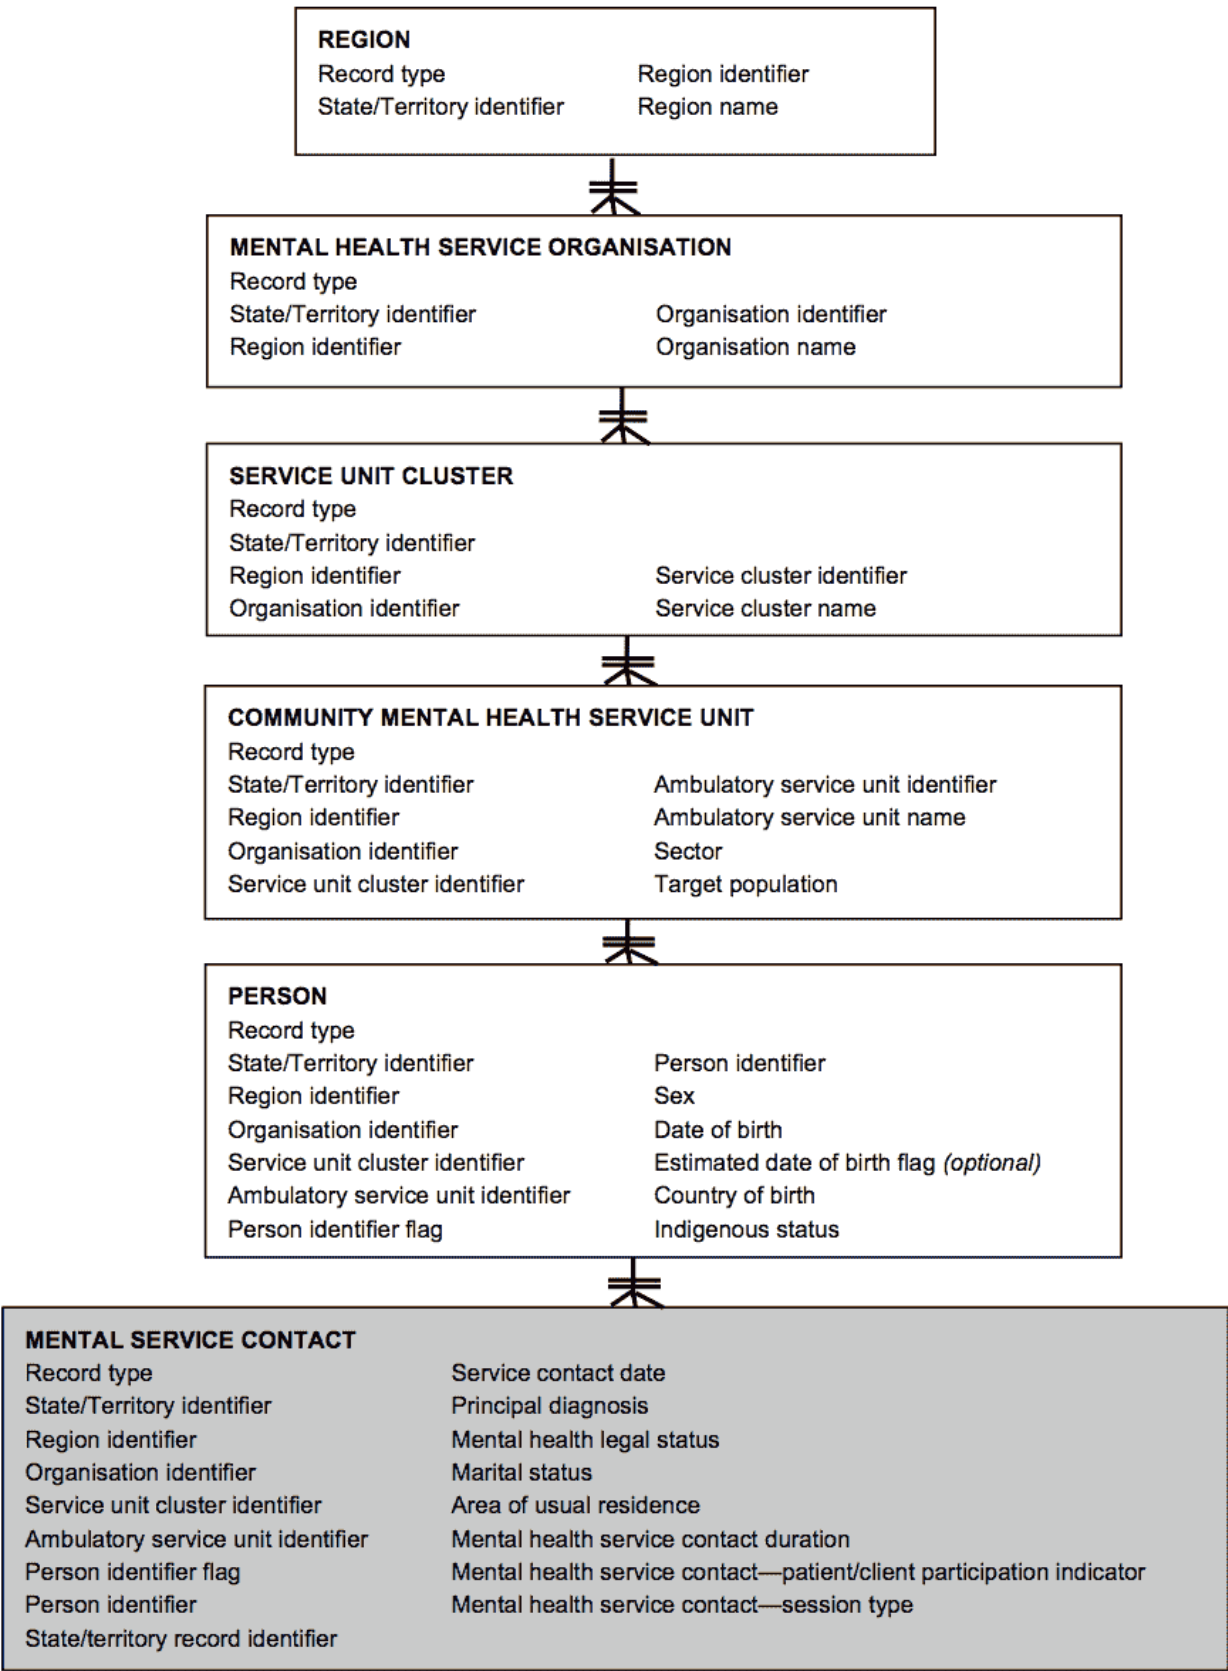 REGION
Record type Region identifier
State/Territory identifier Region name
MENTAL HEALTH SERVICE ORGANISATION
Record type
State/Territory identifier Organisation identifier
Region identifier Organisation name
SERVICE UNIT CLUSTER
Record type
State/Territory identifier
Region identifier Service cluster identifier
Organisation identifier Service cluster name
COMMUNITY MENTAL HEALTH SERVICE UNIT
Record type
State/Territory identifier Ambulatory service unit identifier
Region identifier Ambulatory service unit name
Organisation identifier Sector
Service unit cluster identifier Target population
PERSON
Record type
State/Territory identifier Person identifier
Region identifier Sex
Organisation identifier Date of birth
Service unit cluster identifier Estimated date of birth flag (optional)
Ambulatory service unit identifier Country of birth
Person identifier flag Indigenous status
MENTAL SERVICE CONTACT
Record type Service contact date
State/Territory identifier Principal diagnosis
Region identifier Mental health legal status
Organisation identifier Marital status
Service unit cluster identifier Area of usual residence
Ambulatory service unit identifier Mental health service contact duration
Person identifier flag Mental health service contact—patient/client participation indicator
Person identifier Mental health service contact—session type
State/territory record identifier